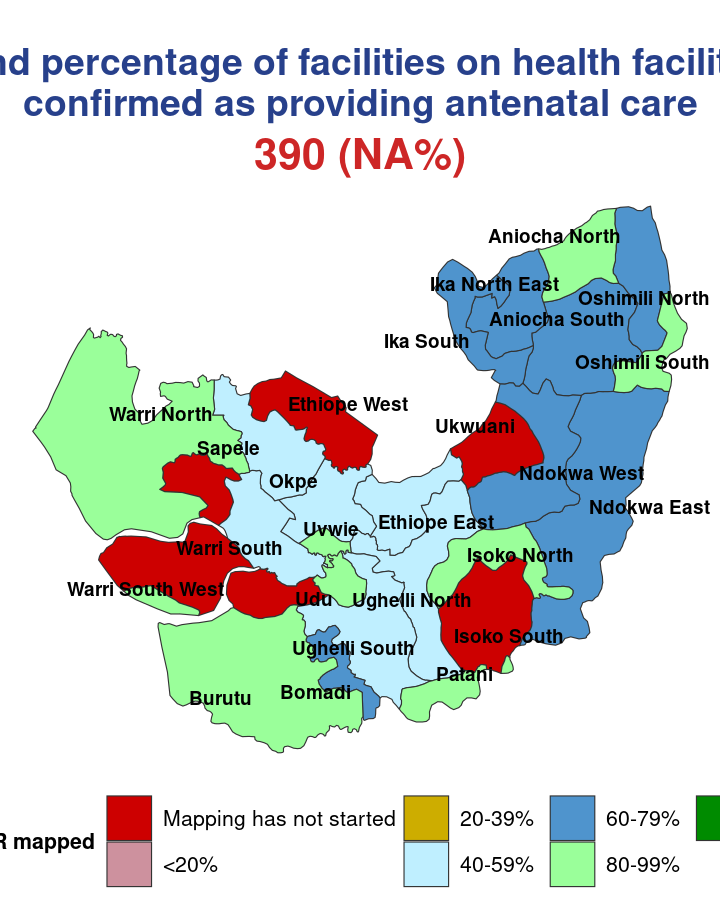 nd percentage of facilities on health facilit
confirmed as providing antenatal care
390 (NA%)
Aniocha North
Ika North East
Oshimili North
Aniocha South
Ika South
Oshimili South
Ethiope West
Warri North
Ukwuani
Sapele
Ndokwa West
Okpe
Ndokwa East
Ethiope East
Uvwie
Warri South
Isoko North
Warri South West
Udu
Ughelli North
Isoko South
Ughelli South
Patani
Bomadi
Burutu
R mapped
Mapping has not started
20-39%
60-79%
<20%
40-59%
80-99%